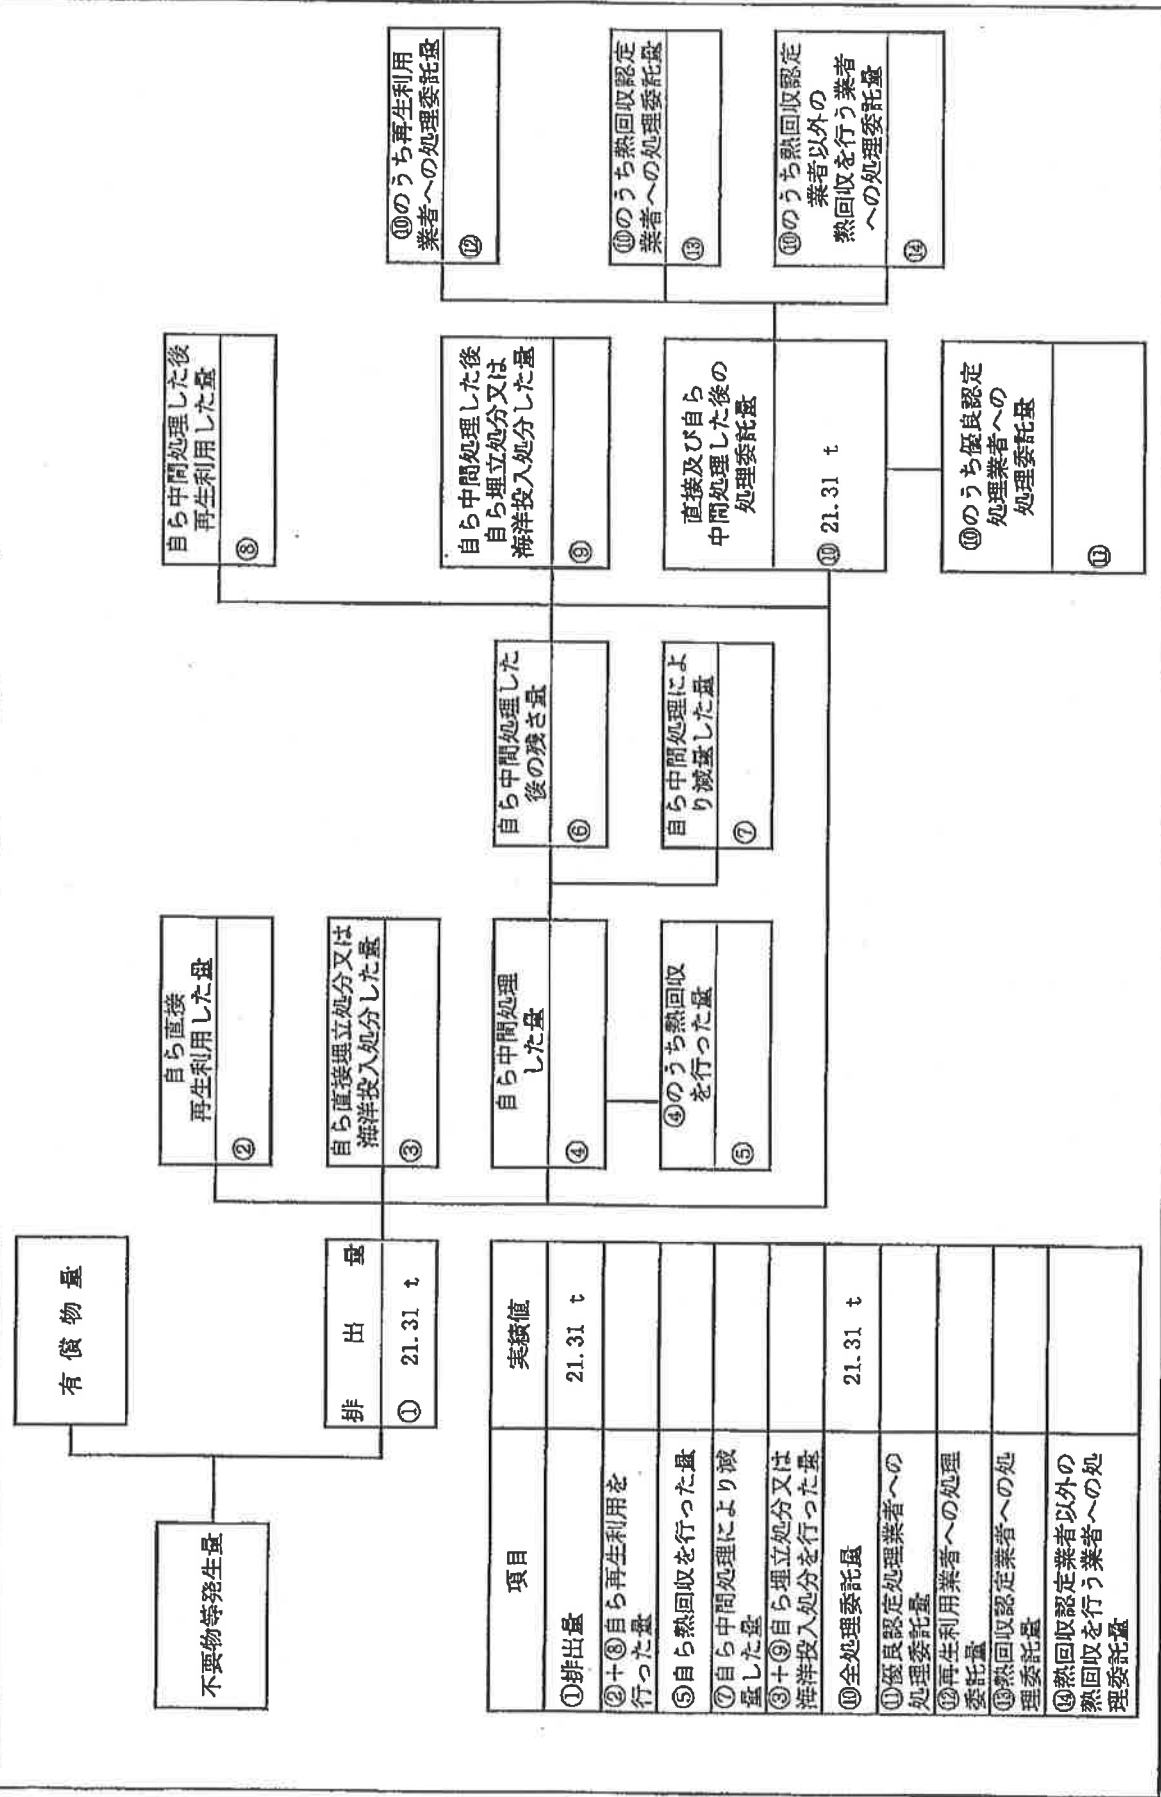 不要物等発生量
有償物量
排出量
① 21.31 t
自ら直接
再生利用した量
②
自ら直接埋立処分又は
海洋投入処分した量
③
自ら中間処理
した量
④
④のうち熱回収
を行った量
⑤
自ら中間処理した
後の残さ量
⑥
自ら中間処理によ
り減量した量
⑦
自ら中間処理した後
再生利用した量
⑧
自ら中間処理した後
自ら埋立処分又は
海洋投入処分した量
⑨
直接及び自ら
中間処理した後の
処理委託量
⑩ 21.31 t
⑩のうち優良認定
処理業者への
処理委託量
⑪
⑩のうち再生利用
業者への処理委託量
⑫
⑩のうち熱回収認定
業者への処理委託量
⑬
⑩のうち熱回収認定
業者以外の
熱回収を行う業者
への処理委託量
⑭
項目 実績値
①排出量 21.31 t
②+⑧自ら再生利用を
行った量
⑤自ら熱回収を行った量
⑦自ら中間処理により減
量した量
③+⑨自ら埋立処分又は
海洋投入処分を行った量
⑩全処理委託量 21.31 t
⑪優良認定処理業者への
処理委託量
⑫再生利用業者への処理
委託量
⑬熱回収認定業者への処
理委託量
⑭熱回収認定業者以外の
熱回収を行う業者への処
理委託量